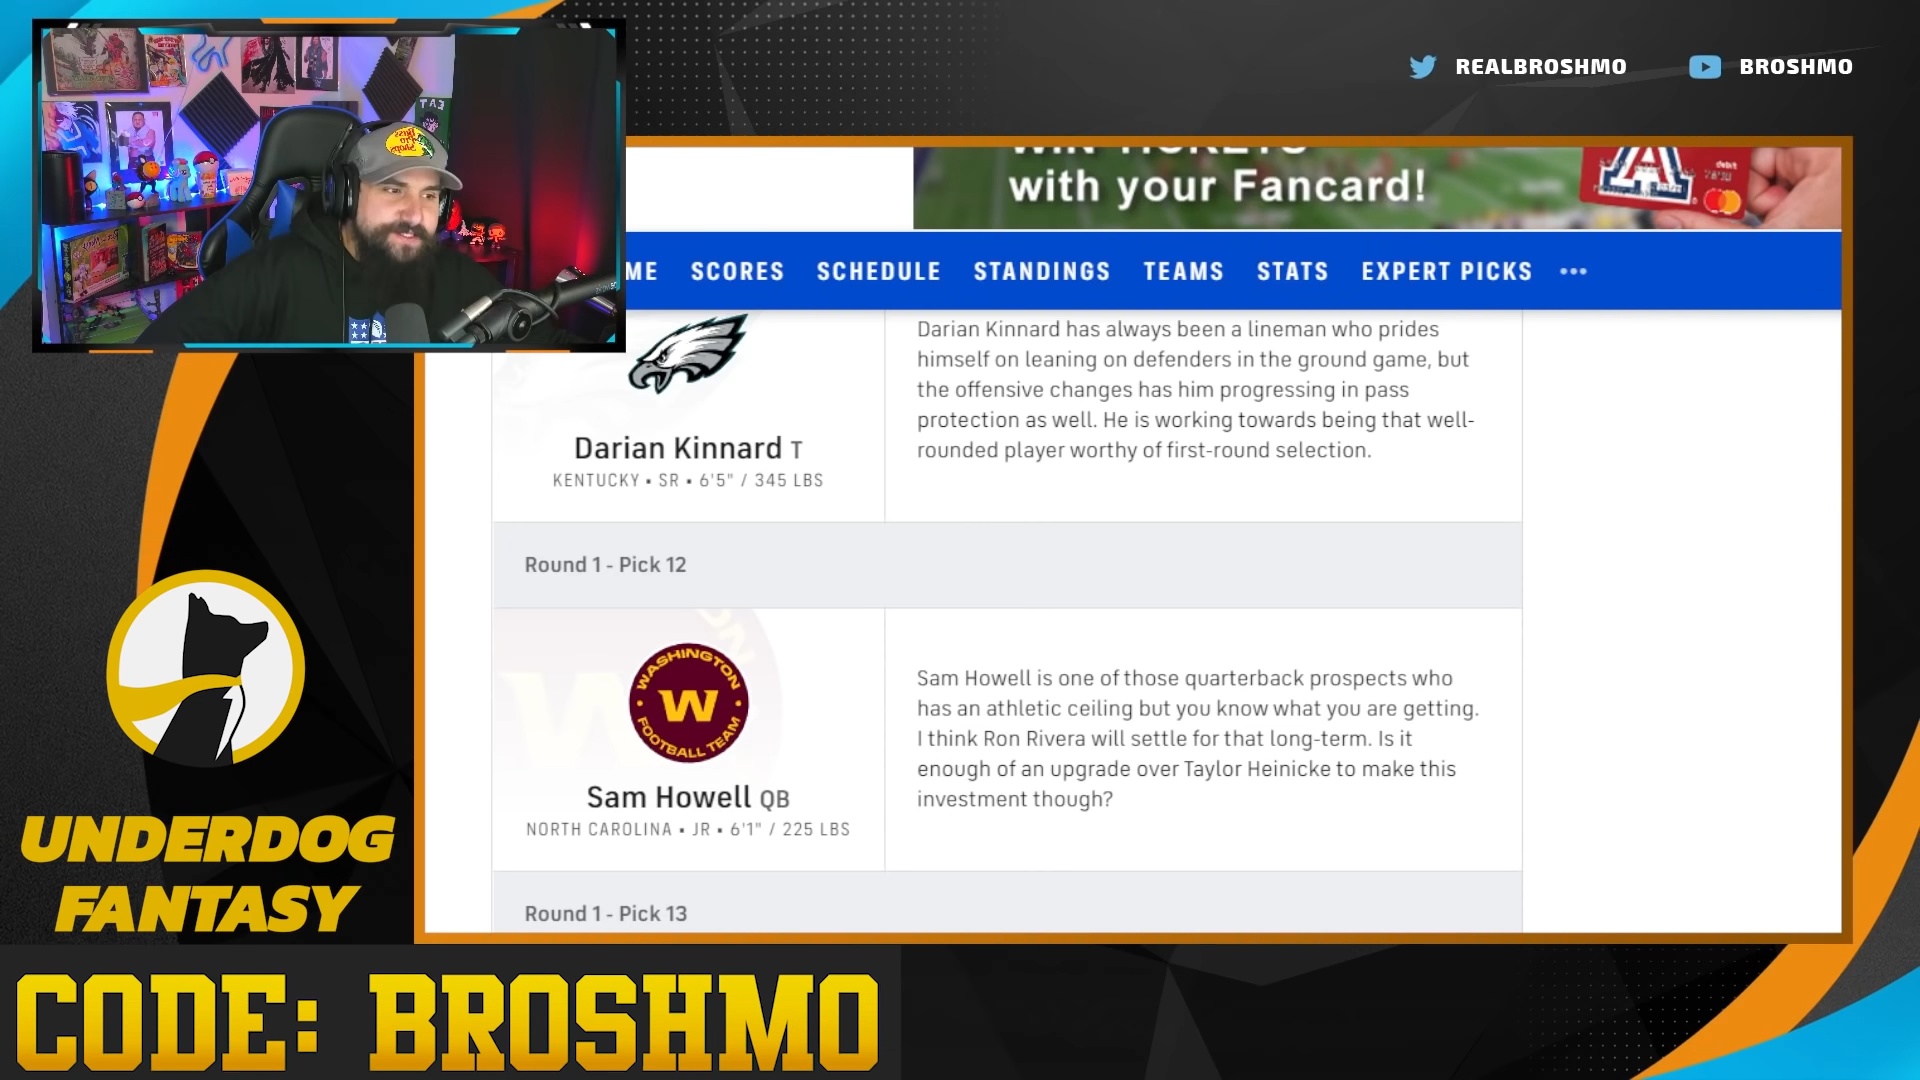 REALBROSHMO
BROSHMO
with your Fancard!
SCORES
SCHEDULE
STANDINGS
TEAMS
STATS
EXPERT PICKS
Darian Kinnard T
KENTUCKY • SR • 6'5" / 345 LBS
Darian Kinnard has always been a lineman who prides
himself on leaning on defenders in the ground game, but
the offensive changes has him progressing in pass
protection as well. He is working towards being that well-
rounded player worthy of first-round selection.
Round 1 - Pick 12
WASHINGTON
W
FOOTBALL TEAM
Sam Howell QB
NORTH CAROLINA • JR • 6'1" / 225 LBS
Sam Howell is one of those quarterback prospects who
has an athletic ceiling but you know what you are getting.
I think Ron Rivera will settle for that long-term. Is it
enough of an upgrade over Taylor Heinicke to make this
investment though?
Round 1 - Pick 13
UNDERDOG
FANTASY
CODE: BROSHMO